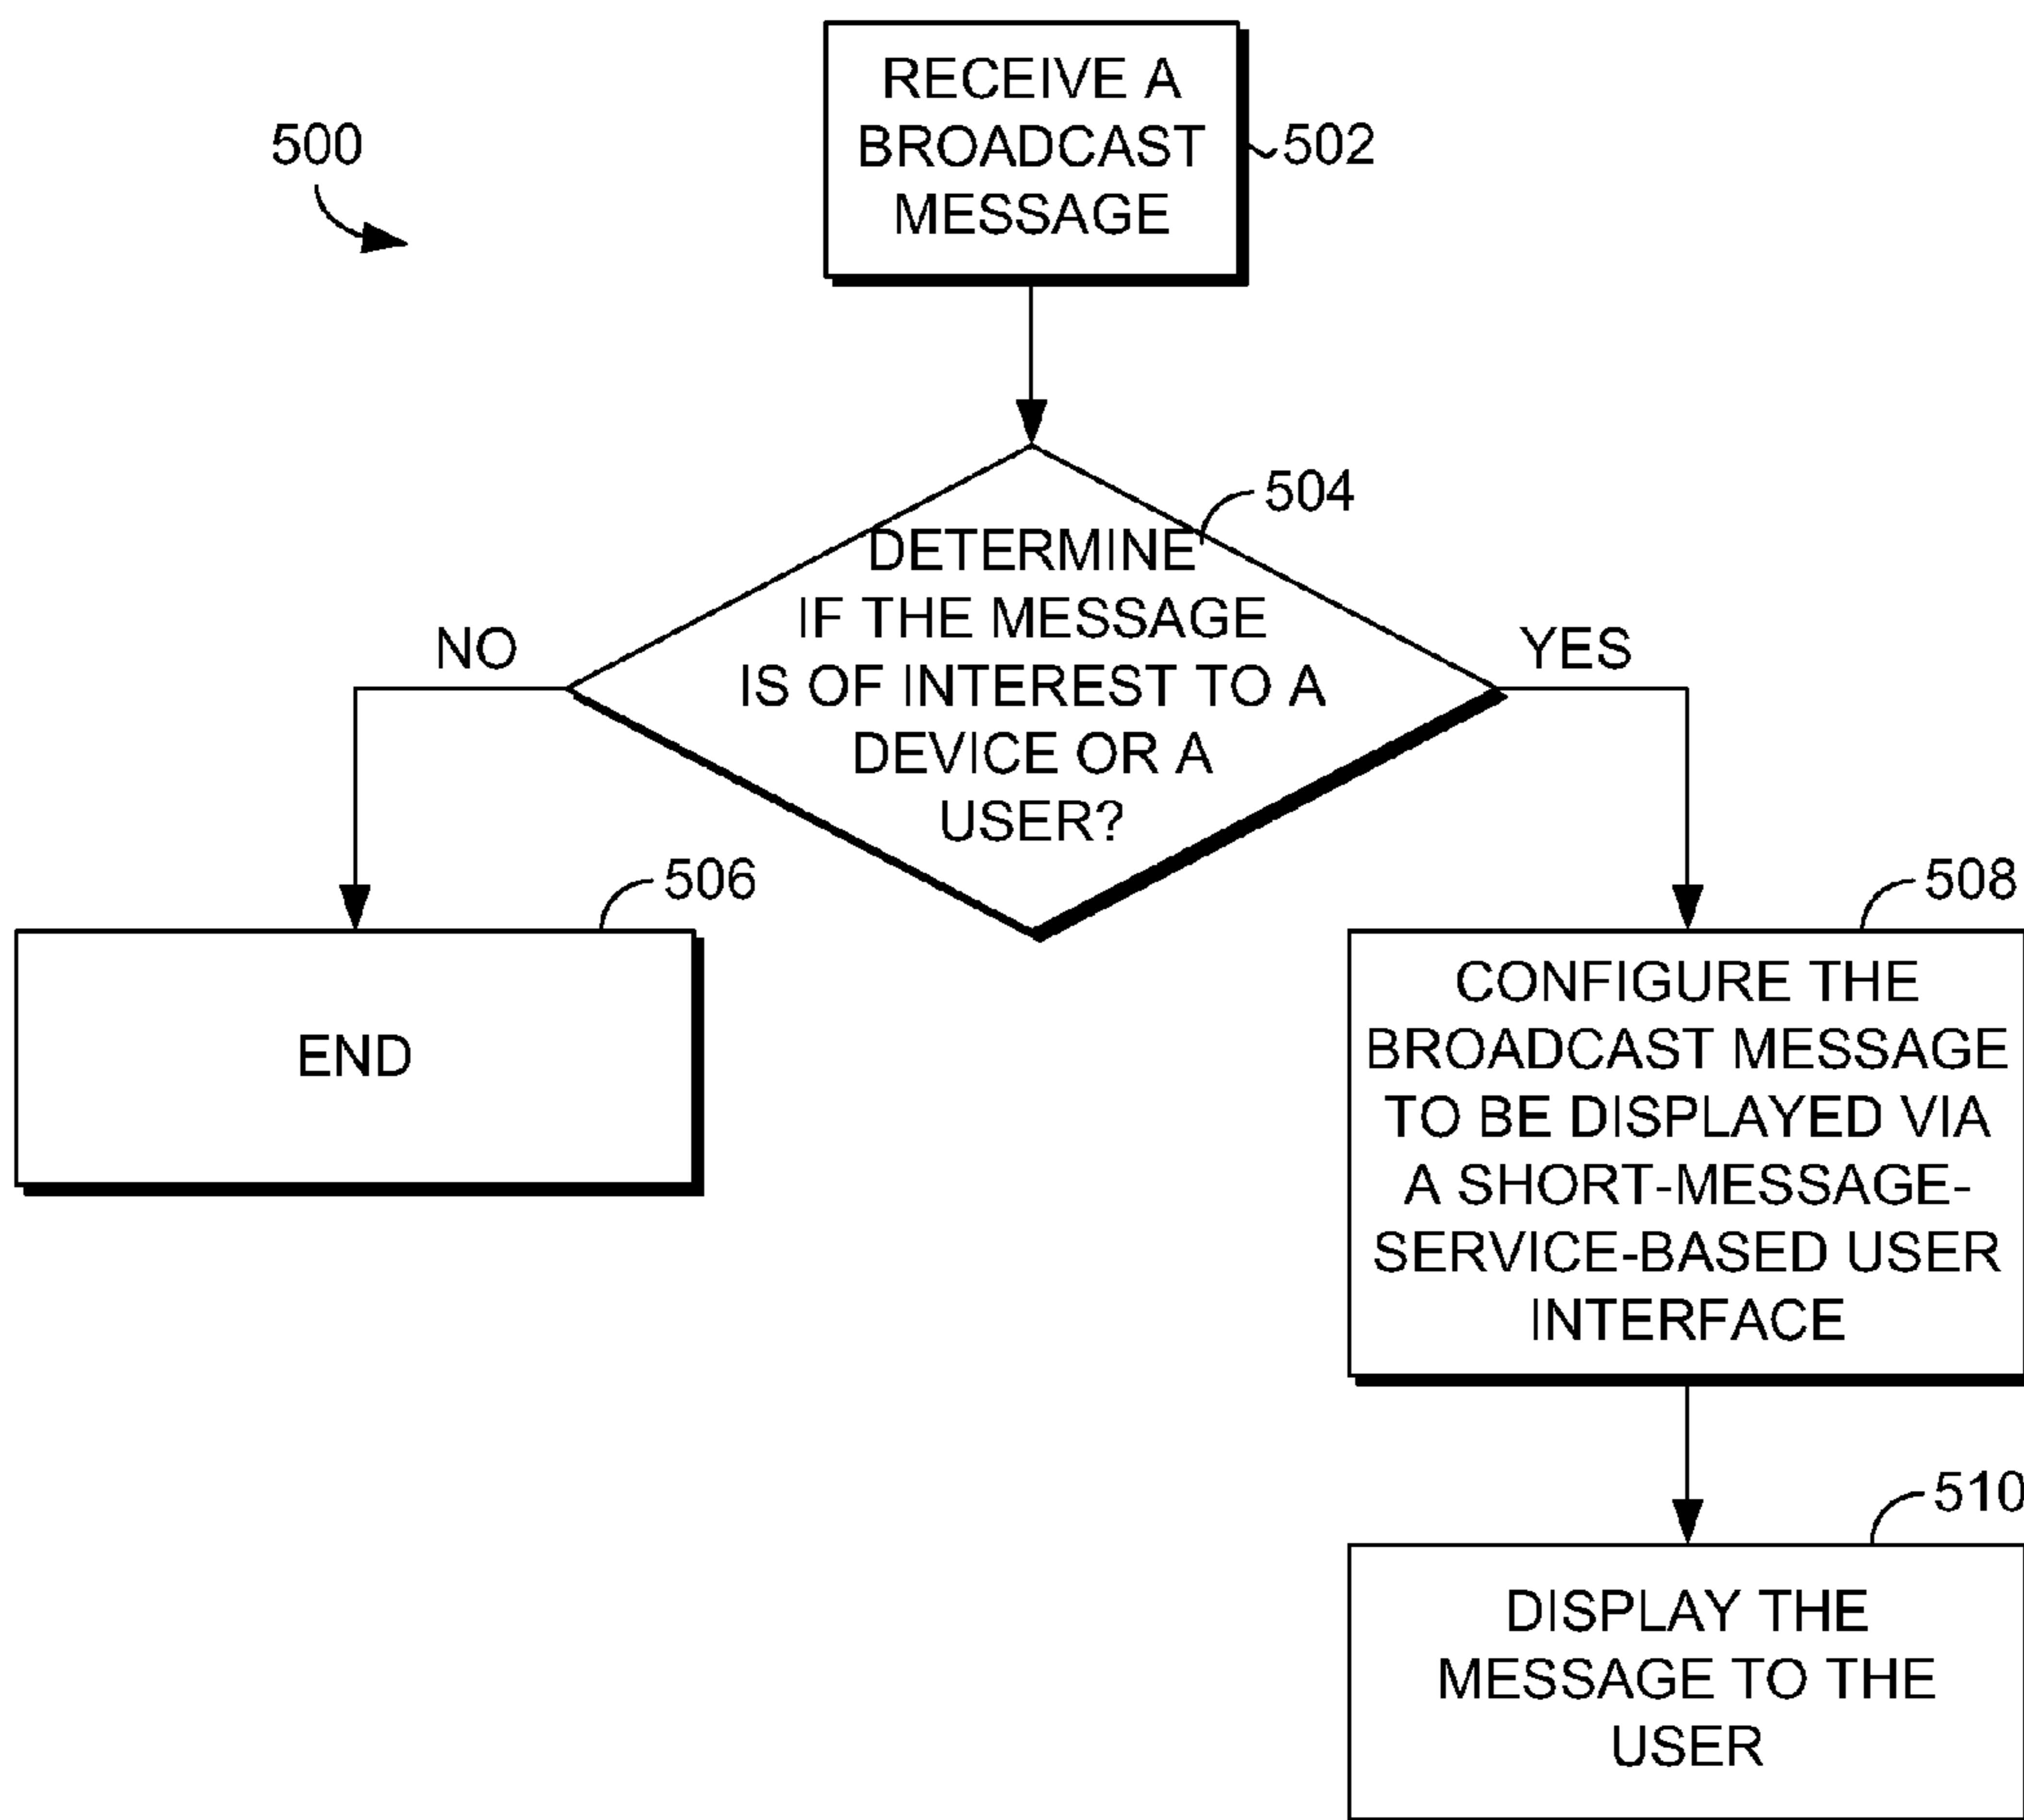 RECEIVE A
BROADCAST
MESSAGE
500
502
504
DETERMINE
IF THE MESSAGE
IS OF INTEREST TO A
DEVICE OR A
USER?
NO
YES
506
END
508
CONFIGURE THE
BROADCAST MESSAGE
TO BE DISPLAYED VIA
A SHORT-MESSAGE-
SERVICE-BASED USER
INTERFACE
510
DISPLAY THE
MESSAGE TO THE
USER